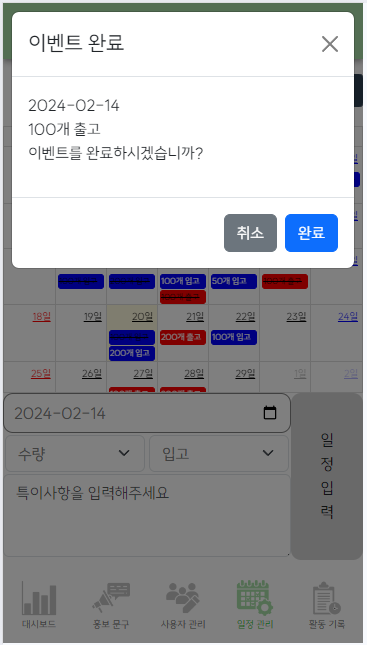 이벤트 완료
2024-02-14
100개 출고
이벤트를 완료하시겠습니까?
취소 완료
100개 입고 50개 입고
18일 19일 20일 21일 22일 23일 24일
200개 출고 100개 입고
200개 입고
25일 26일 27일 28일 29일 1일 2일
2024-02-14
수량 입고
특이사항을 입력해주세요
일
정
입
력
대시보드 홍보 문구 사용자 관리 일정 관리 활동 기록